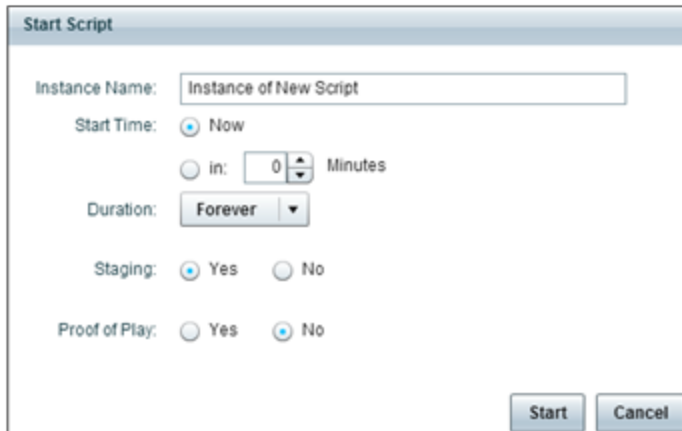 Start Script
Instance Name: Instance of New Script
Start Time: Now
in: 0 Minutes
Duration: Forever
Staging: Yes No
Proof of Play: Yes No
Start Cancel